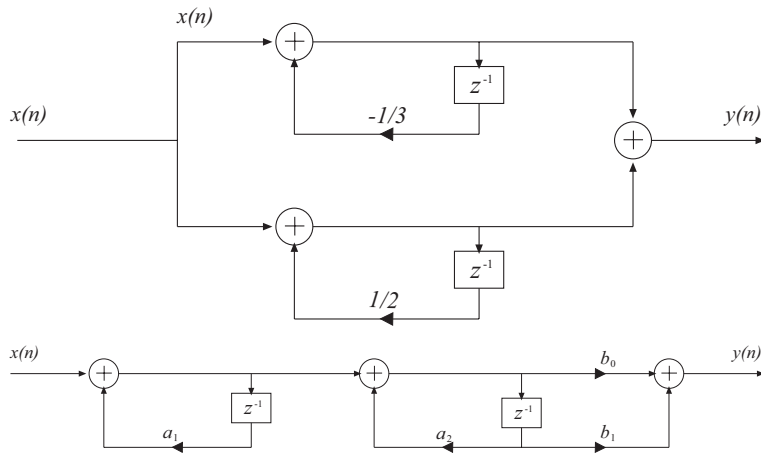 x(n)
z⁻¹
-1/3
x(n)
y(n)
z⁻¹
1/2
x(n) b₀ y(n)
z⁻¹ z⁻¹
a₁ a₂ b₁